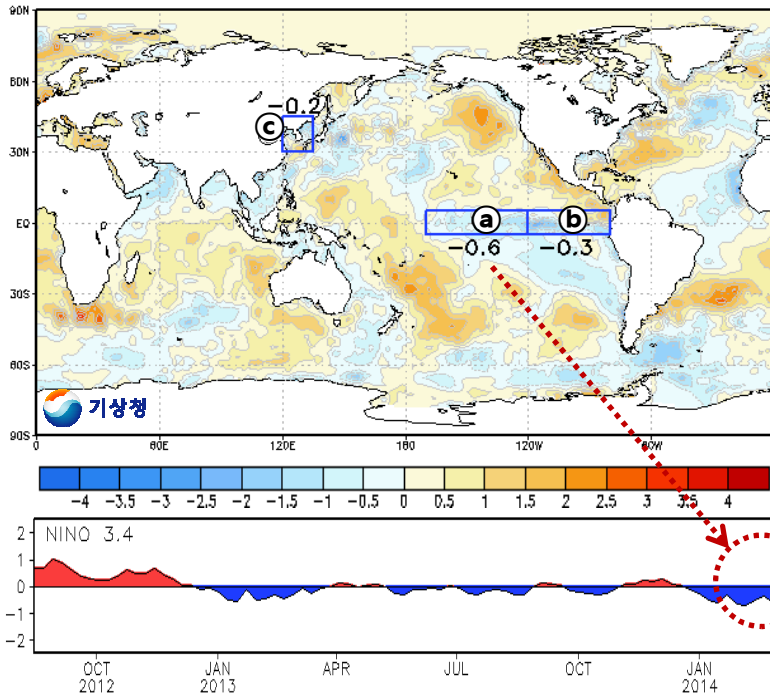 90N
60N
30N
EQ
30S
60S
90S
−0.2
ⓒ
ⓐ
ⓑ
−0.6
−0.3
기상청
0
60E
120E
180
120W
60W
−4
−3.5
−3
−2.5
−2
−1.5
−1
−0.5
0
0.5
1
1.5
2
2.5
3
3.5
4
NINO 3.4
2
1
0
−1
−2
OCT
2012
JAN
2013
APR
JUL
OCT
JAN
2014